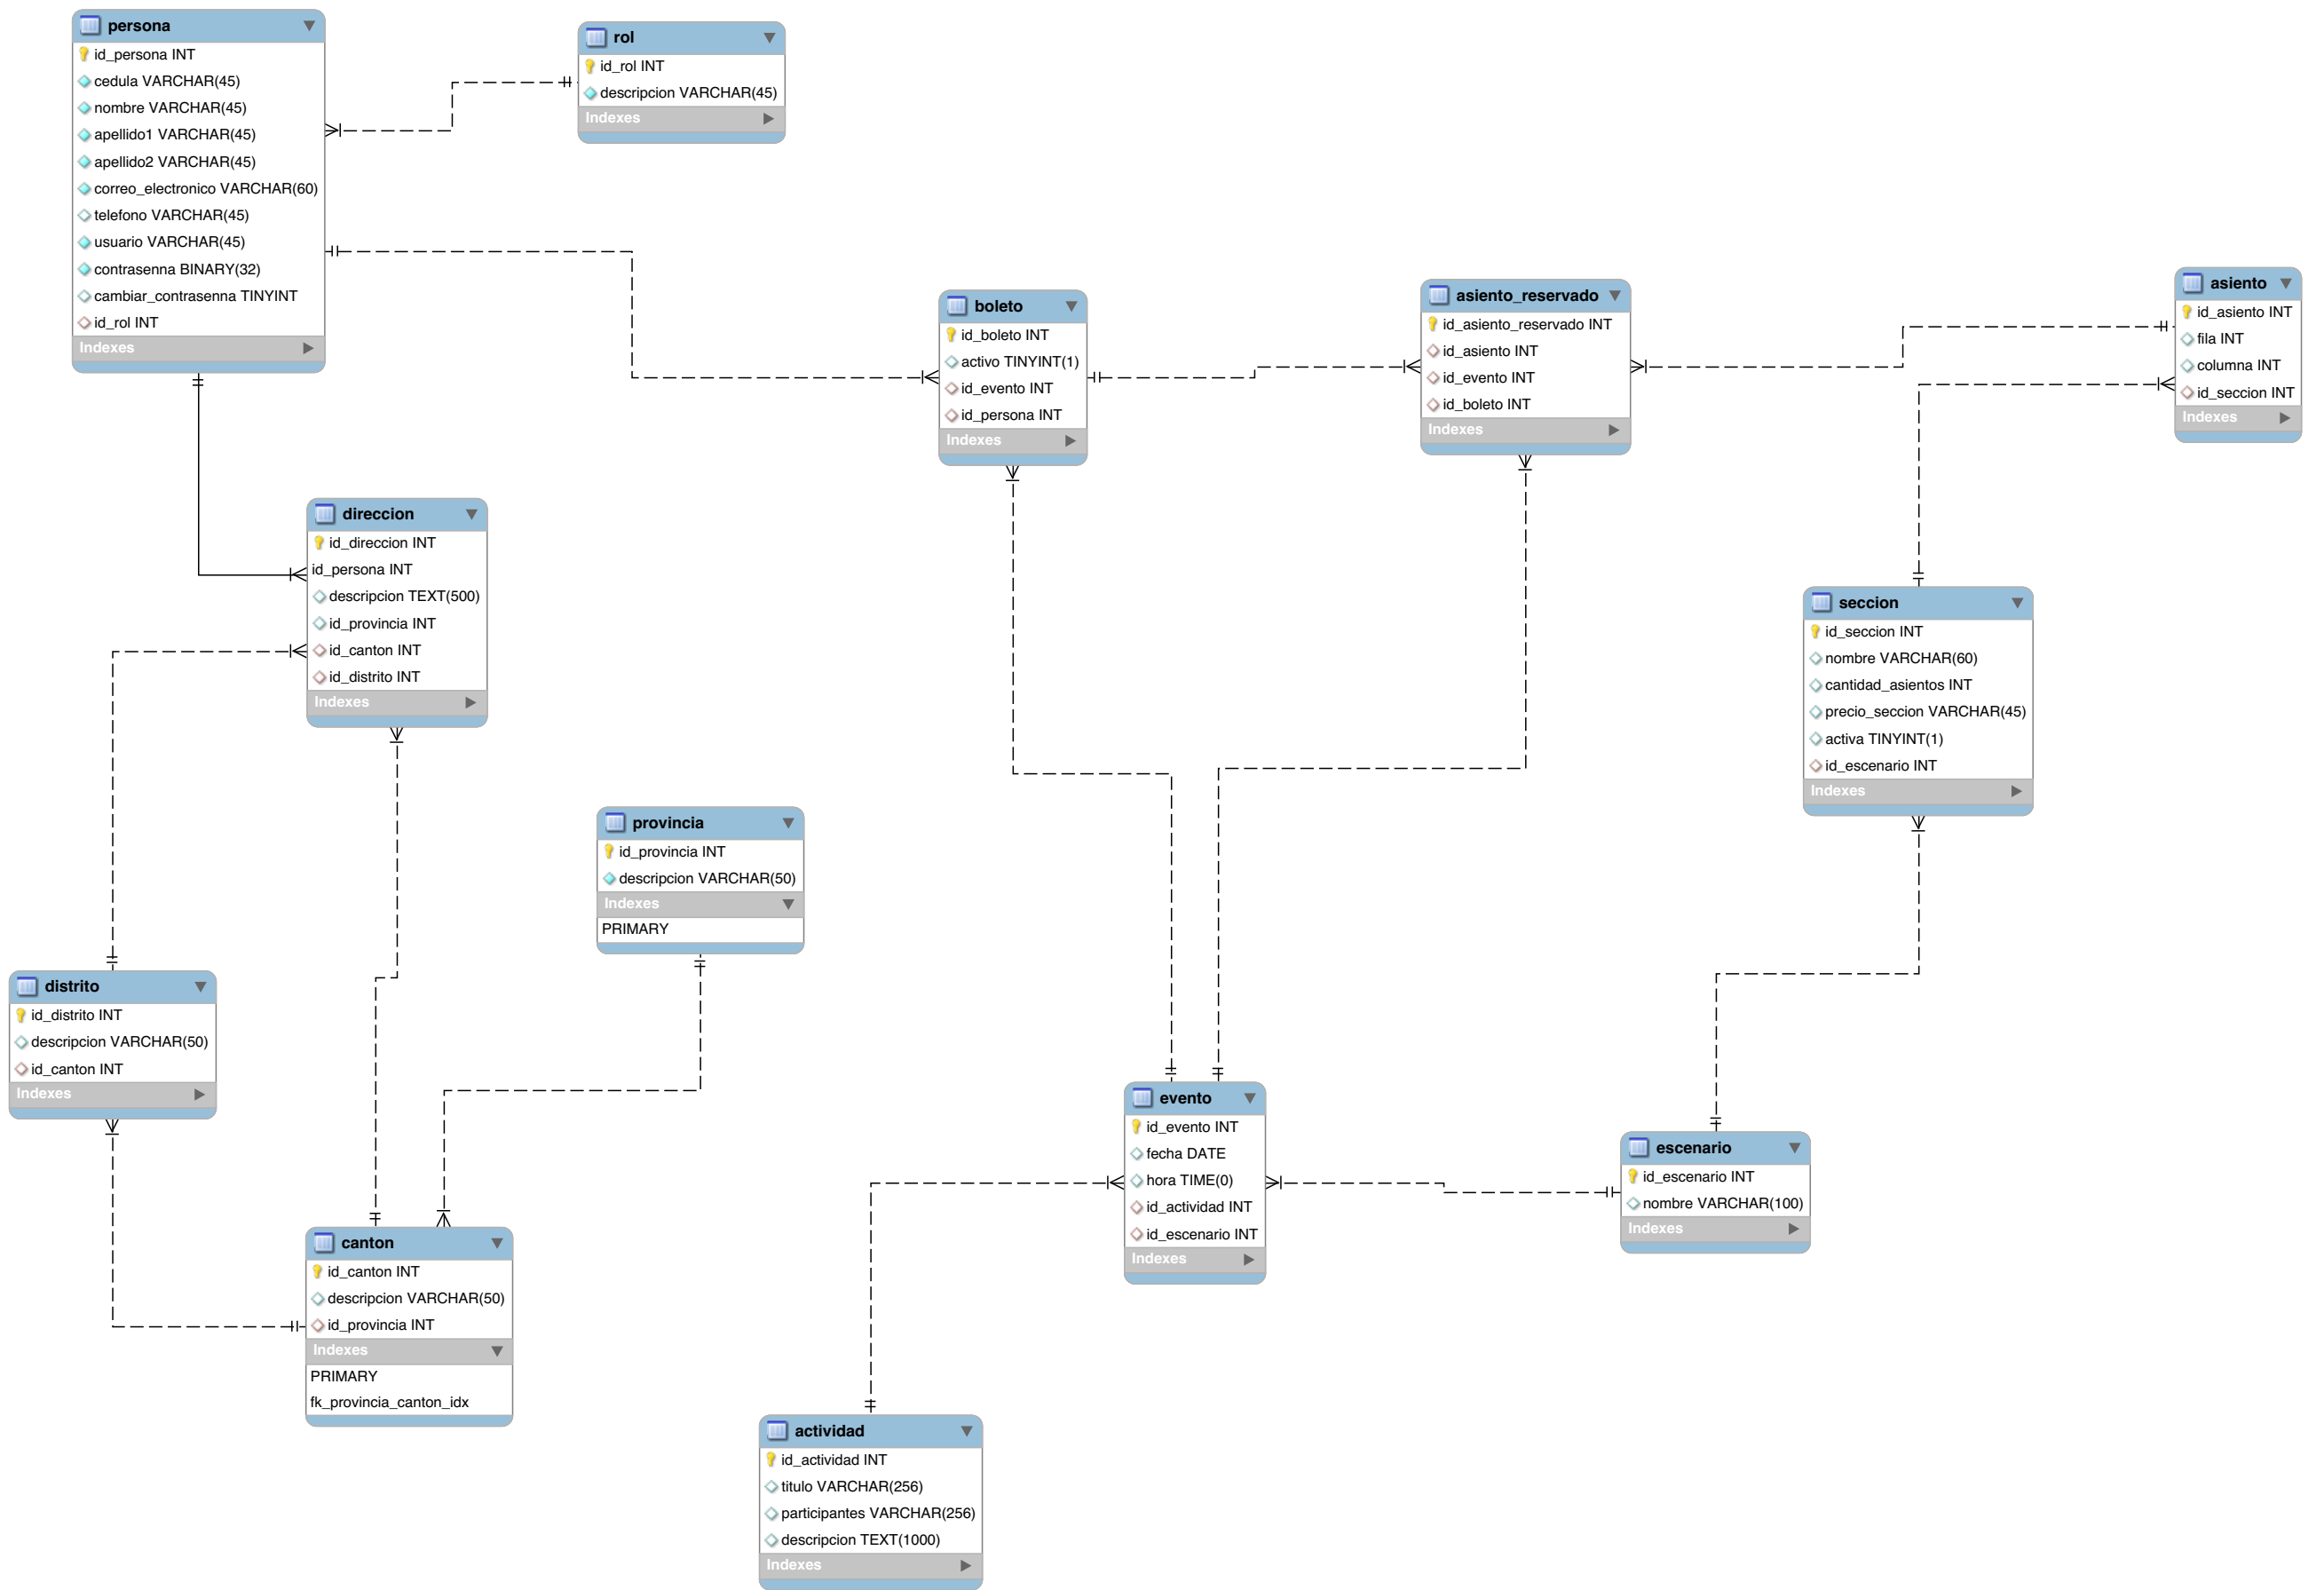 persona
id_persona INT
cedula VARCHAR(45)
nombre VARCHAR(45)
apellido1 VARCHAR(45)
apellido2 VARCHAR(45)
correo_electronico VARCHAR(60)
telefono VARCHAR(45)
usuario VARCHAR(45)
contrasenna BINARY(32)
cambiar_contrasenna TINYINT
id_rol INT
Indexes
rol
id_rol INT
descripcion VARCHAR(45)
Indexes
boleto
id_boleto INT
activo TINYINT(1)
id_evento INT
id_persona INT
Indexes
asiento_reservado
id_asiento_reservado INT
id_asiento INT
id_evento INT
id_boleto INT
Indexes
asiento
id_asiento INT
fila INT
columna INT
id_seccion INT
Indexes
direccion
id_direccion INT
id_persona INT
descripcion TEXT(500)
id_provincia INT
id_canton INT
id_distrito INT
Indexes
seccion
id_seccion INT
nombre VARCHAR(60)
cantidad_asientos INT
precio_seccion VARCHAR(45)
activa TINYINT(1)
id_escenario INT
Indexes
provincia
id_provincia INT
descripcion VARCHAR(50)
Indexes
PRIMARY
distrito
id_distrito INT
descripcion VARCHAR(50)
id_canton INT
Indexes
evento
id_evento INT
fecha DATE
hora TIME(0)
id_actividad INT
id_escenario INT
Indexes
escenario
id_escenario INT
nombre VARCHAR(100)
Indexes
canton
id_canton INT
descripcion VARCHAR(50)
id_provincia INT
Indexes
PRIMARY
fk_provincia_canton_idx
actividad
id_actividad INT
titulo VARCHAR(256)
participantes VARCHAR(256)
descripcion TEXT(1000)
Indexes